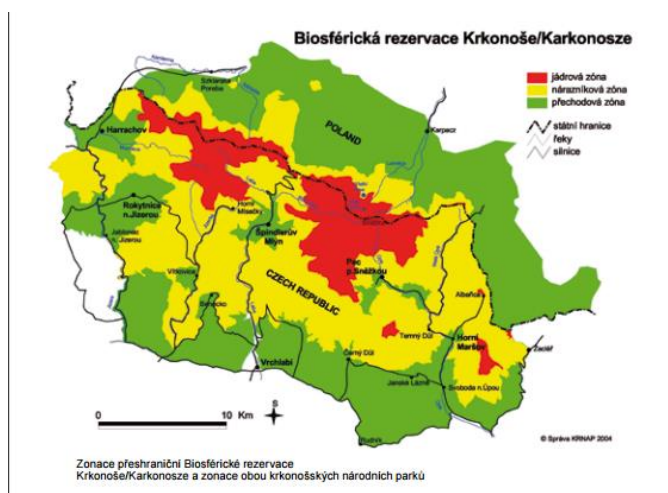 Biosférická rezervace Krkonoše/Karkonosze
jádrová zóna
nárazníková zóna
přechodová zóna
státní hranice
řeky
silnice
Szklarska
Poreba
POLAND
Karpacz
Harrachov
Rokytnice
n.Jizerou
Horní
Mísečky
Jablonec
n. Jizerou
Špindlerův
Mlýn
Vítkovice
Pec
p.Sněžkou
CZECH REPUBLIC
Benecko
Albeřice
Temný Důl
Horní
Maršov
Žacléř
Vrchlabí
Černý Důl
Janské Lázně
Svoboda n.Úpou
Rudník
0 10 Km
S
© Správa KRNAP 2004
Zonace přeshraniční Biosférické rezervace
Krkonoše/Karkonosze a zonace obou krkonošských národních parků